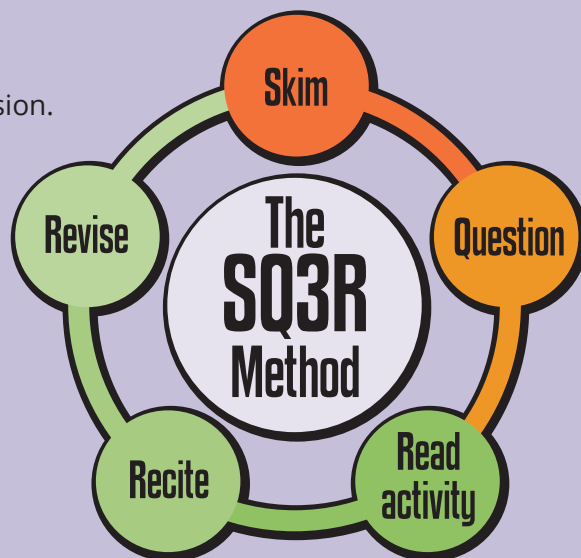 sion.
Skim
Question
Read
activity
Recite
Revise
The
SQ3R
Method